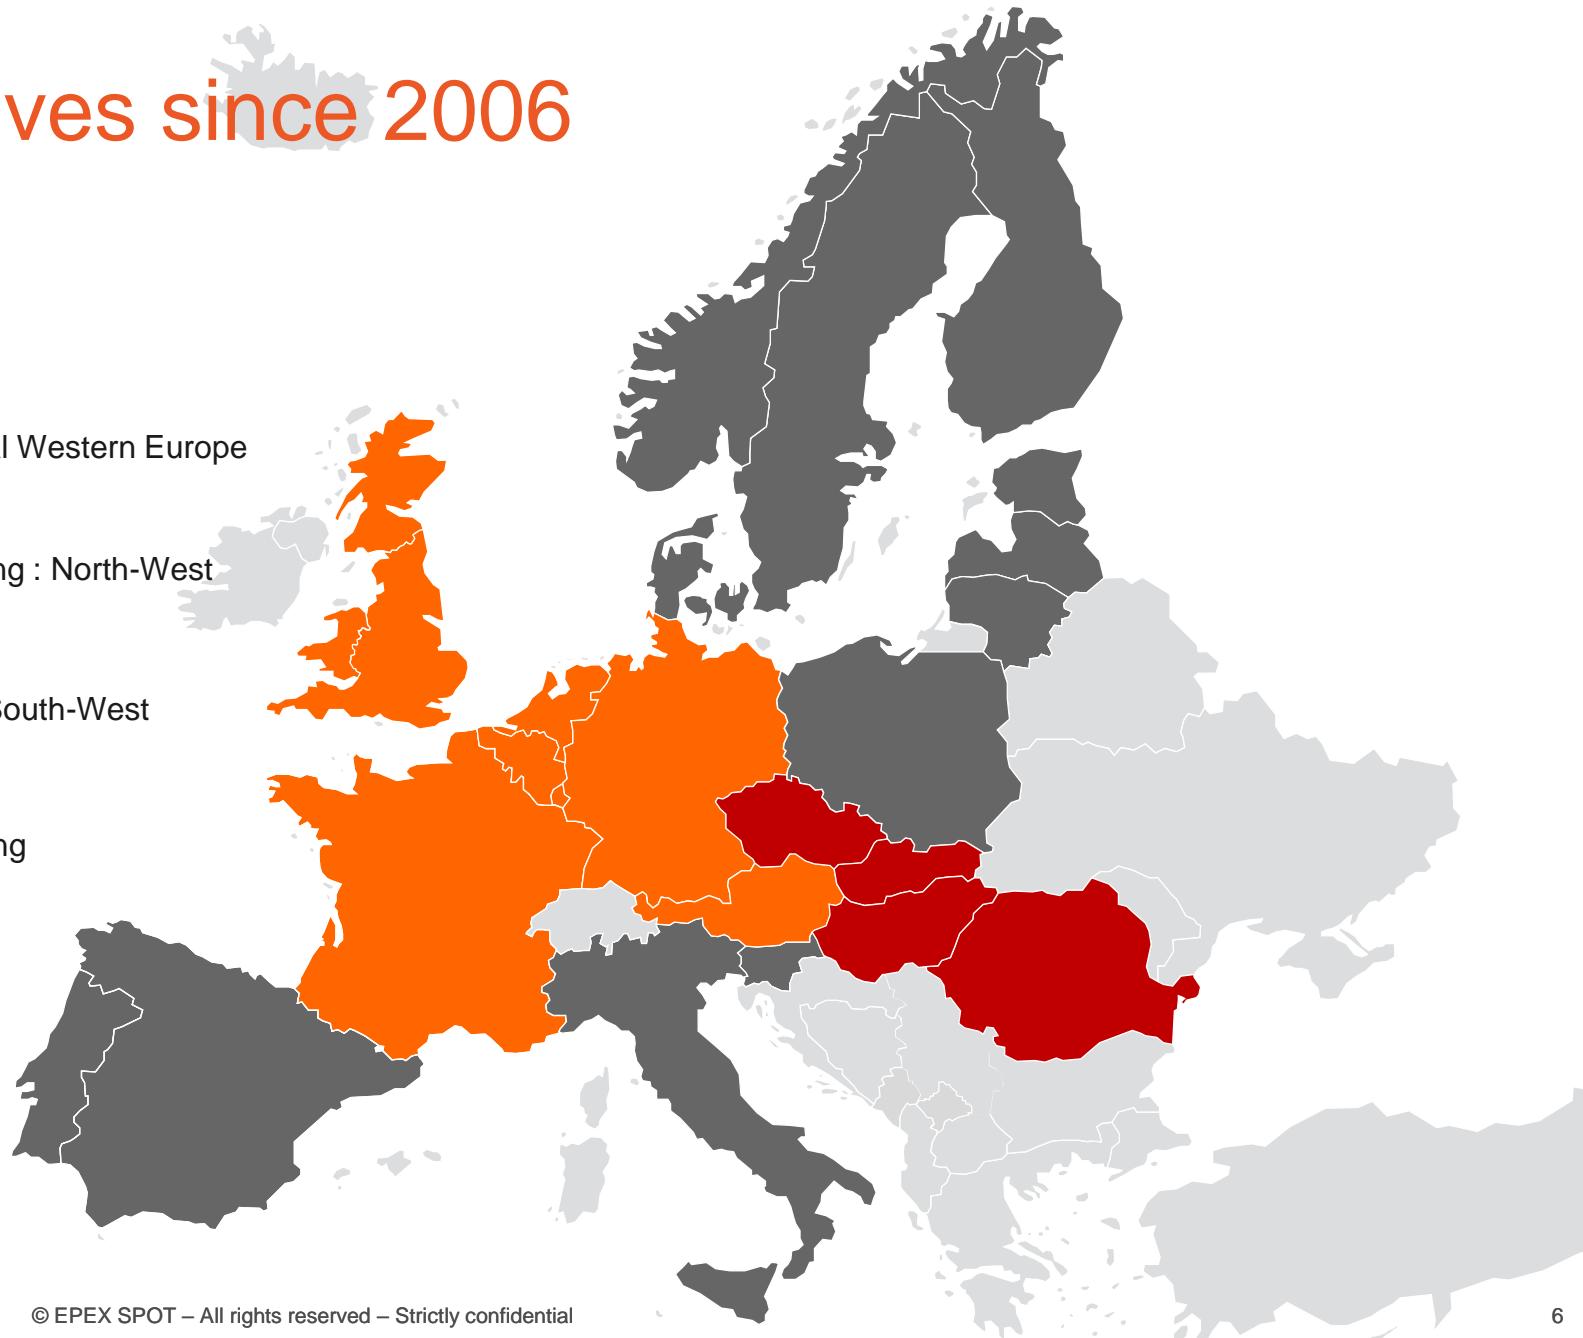 ves since 2006
l Western Europe
ng : North-West
South-West
ng
© EPEX SPOT – All rights reserved – Strictly confidential
6